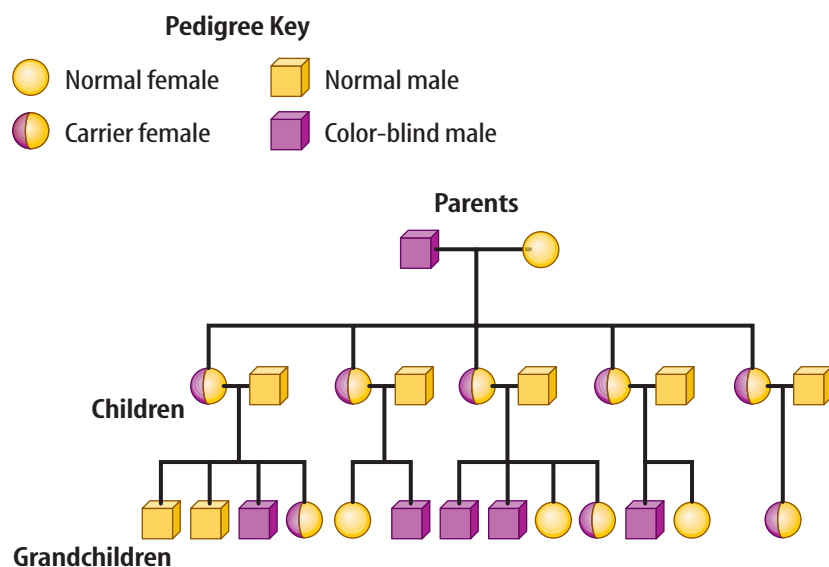 Pedigree Key
Normal female
Normal male
Carrier female
Color-blind male
Parents
Children
Grandchildren